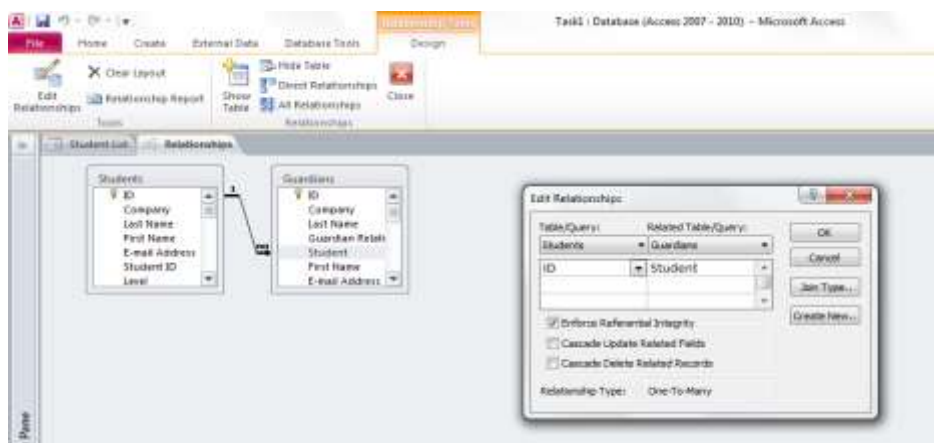 Task1 : Database (Access 2007 - 2010) - Microsoft Access
File Home Create External Data Database Tools Design
Edit Relationships
Clear Layout
Relationship Report
Tools
Show Table
Hide Table
Direct Relationships
All Relationships
Relationships
Close
Student List Relationships
Students
ID
Company
Last Name
First Name
E-mail Address
Student ID
Level
1
∞
Guardians
ID
Company
Last Name
Guardian Relati
Student
First Name
E-mail Address
Edit Relationships
Table/Query: Related Table/Query:
Students Guardians
ID Student
Enforce Referential Integrity
Cascade Update Related Fields
Cascade Delete Related Records
Relationship Type: One-To-Many
OK
Cancel
Join Type...
Create New...
Pane